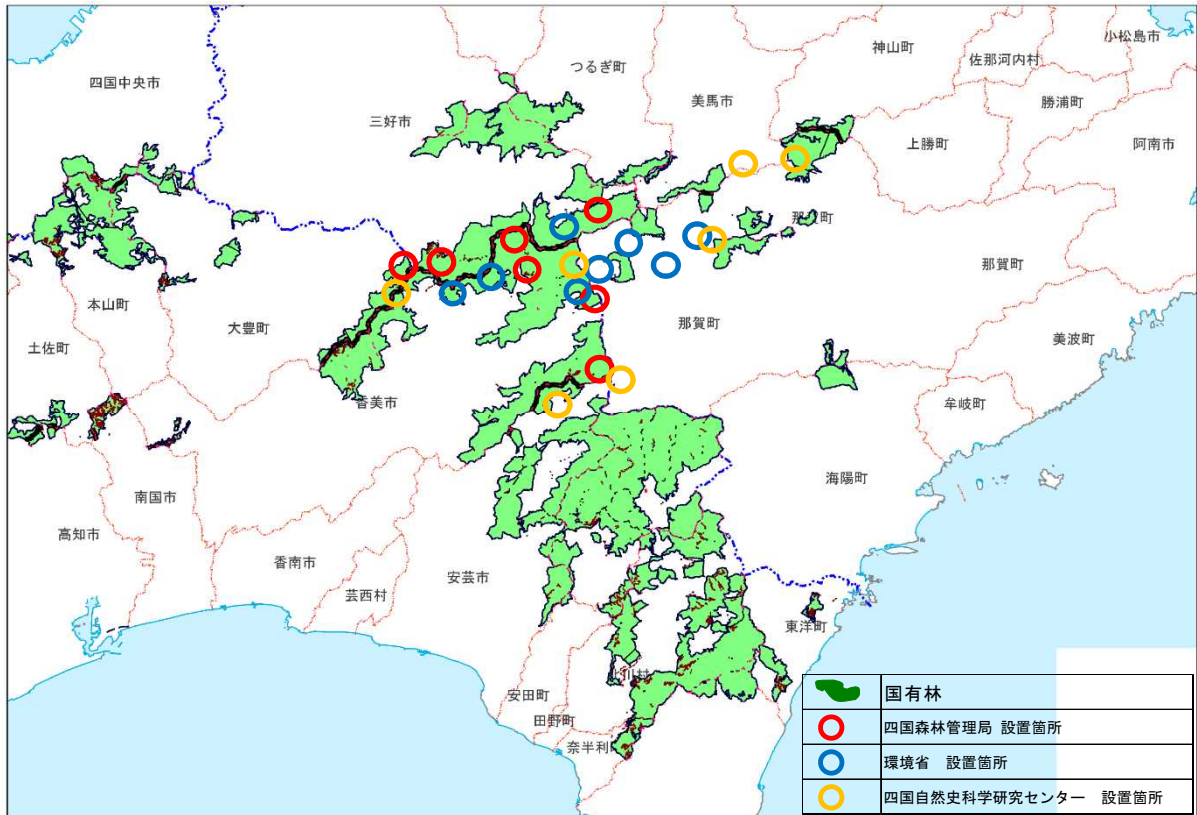 小松島市
神山町
佐那河内村
つるぎ町
四国中央市
美馬市
勝浦町
三好市
上勝町
阿南市
那賀町
那賀町
本山町
大豊町
那賀町
美波町
土佐町
香美市
牟岐町
海陽町
南国市
高知市
香南市
安芸市
芸西村
東洋町
安田町
田野町
国有林
四国森林管理局 設置箇所
環境省 設置箇所
四国自然史科学研究センター 設置箇所